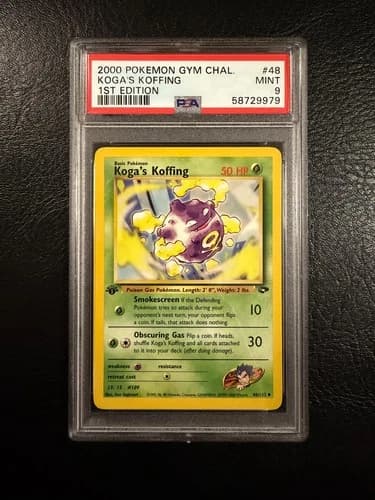 2000 POKEMON GYM CHAL. #48
KOGA'S KOFFING MINT
1ST EDITION 9
PSA 58729979
Basic Pokémon
Koga's Koffing 50 HP
Poison Gas Pokémon. Length: 2' 0", Weight: 2 lbs.
Smokescreen If the Defending
Pokémon tries to attack during your
opponent's next turn, your opponent flips
a coin. If tails, that attack does nothing.
10
Obscuring Gas Flip a coin. If heads,
shuffle Koga's Koffing and all cards attached
to it into your deck (after doing damage).
30
weakness resistance
retreat cost
LV. 15 #109
48/132